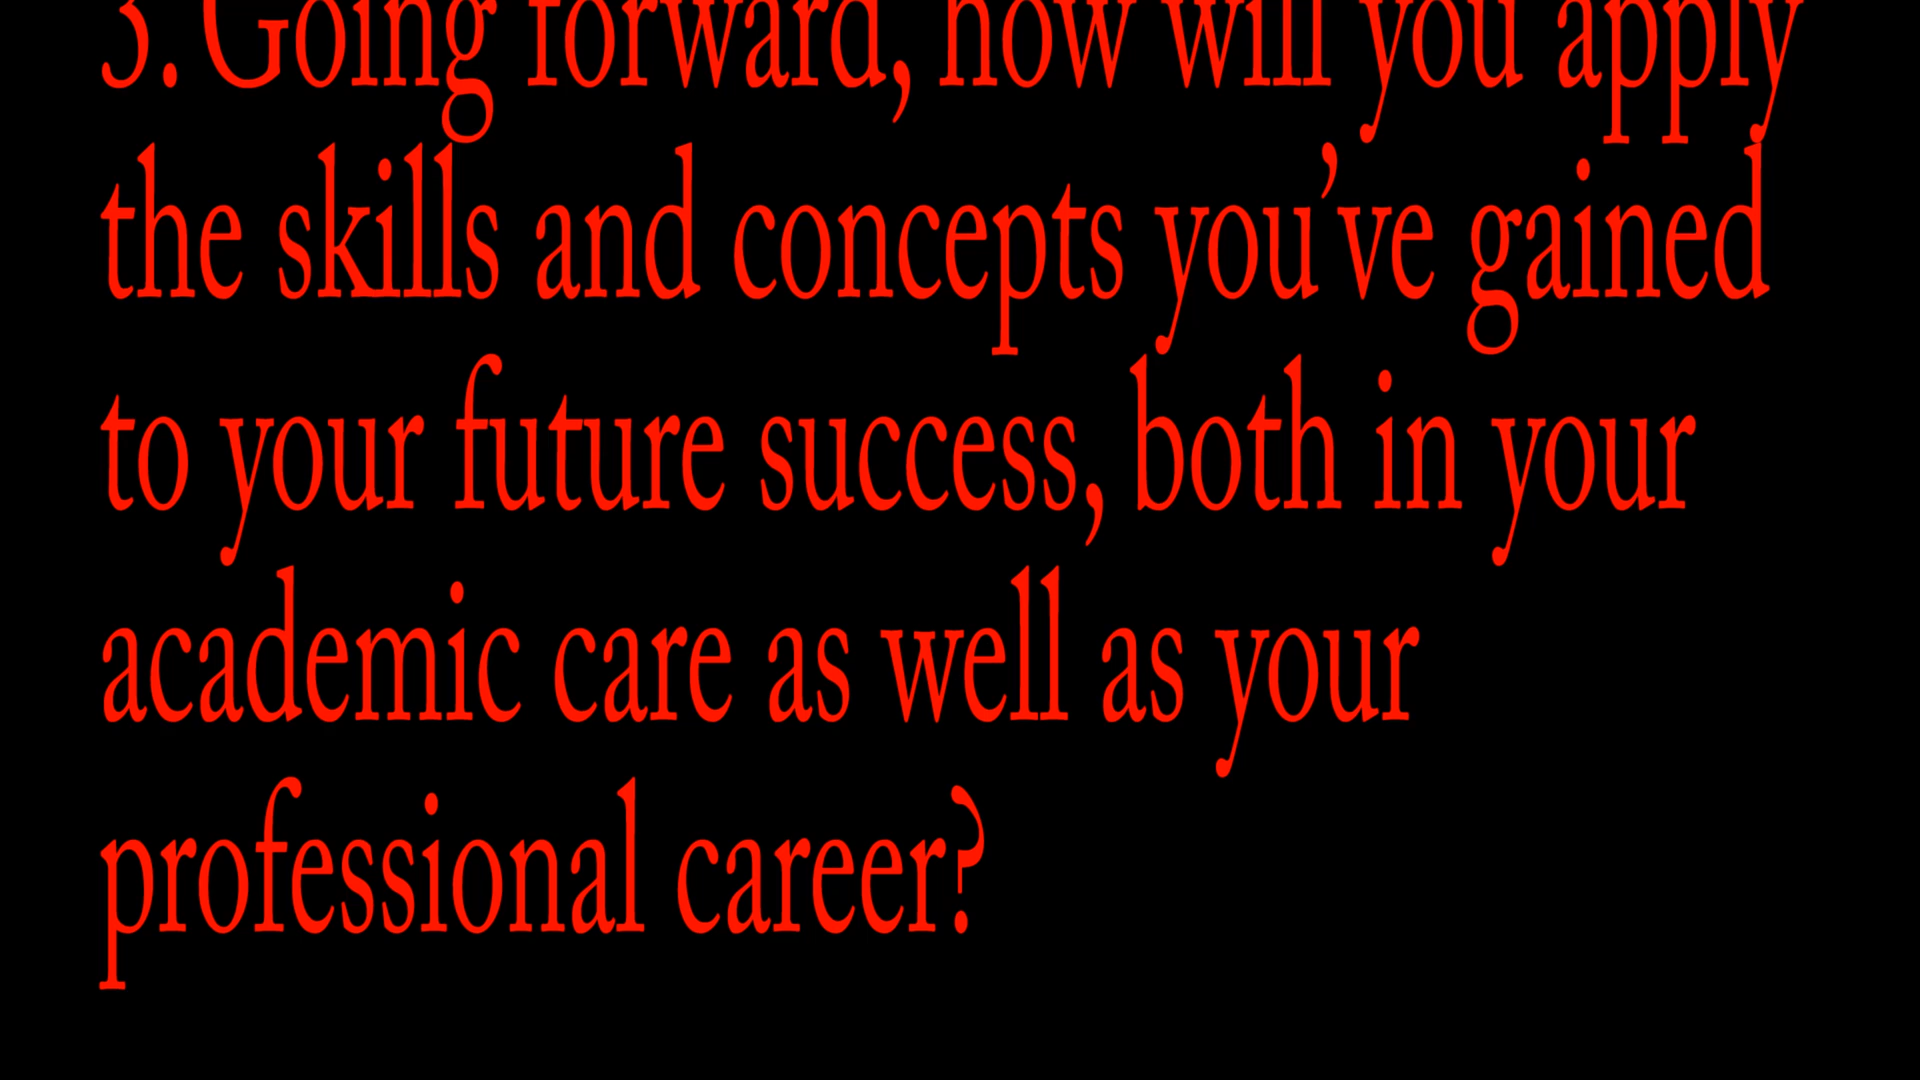 3. Going forward, how will you apply
the skills and concepts you’ve gained
to your future success, both in your
academic care as well as your
professional career?